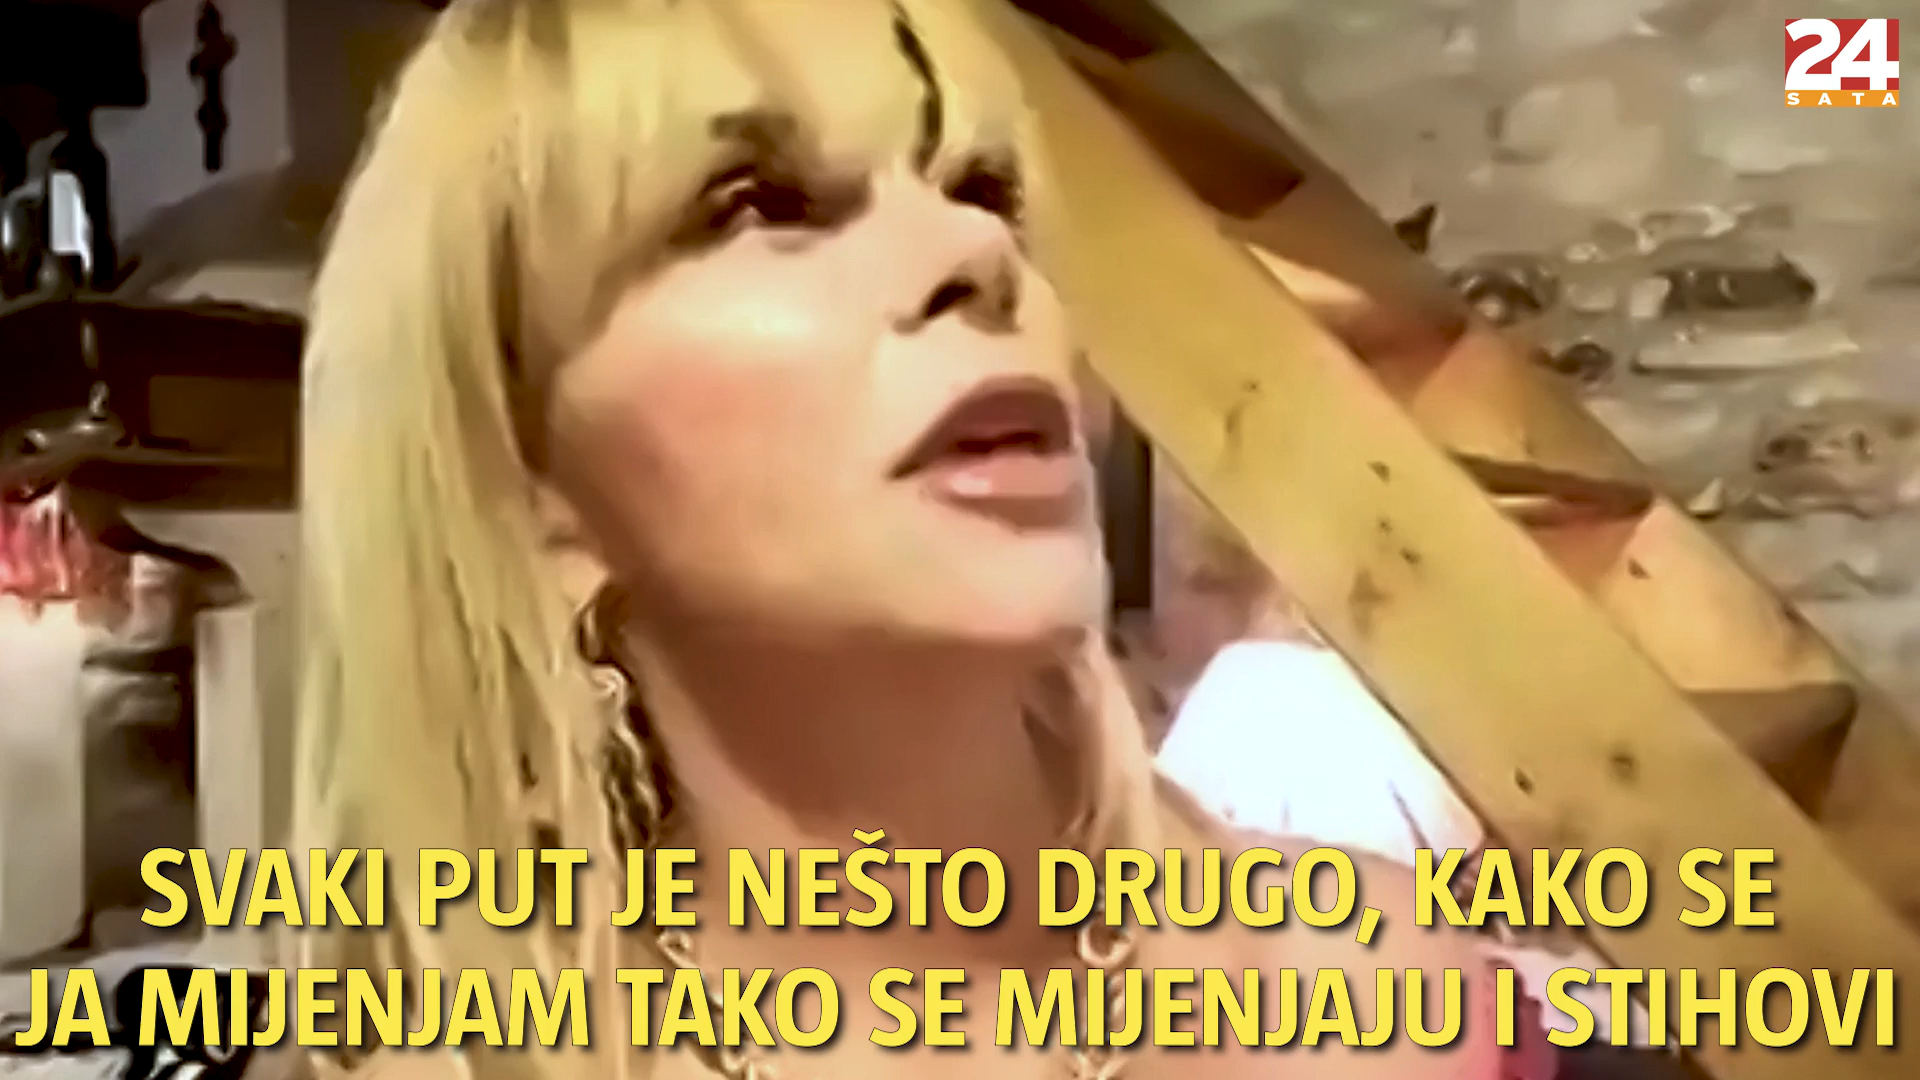 24
SATA
SVAKI PUT JE NEŠTO DRUGO, KAKO SE
JA MIJENJAM TAKO SE MIJENJAJU I STIHOVI